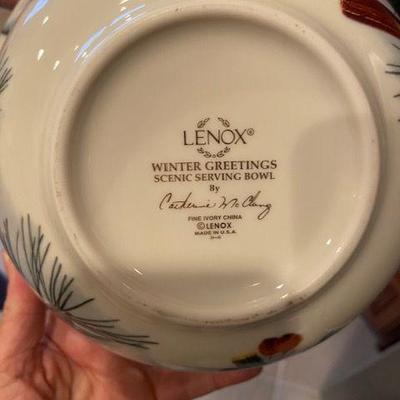 LENOX®
WINTER GREETINGS
SCENIC SERVING BOWL
By
Catherine McClung
FINE IVORY CHINA
© LENOX
MADE IN U.S.A.